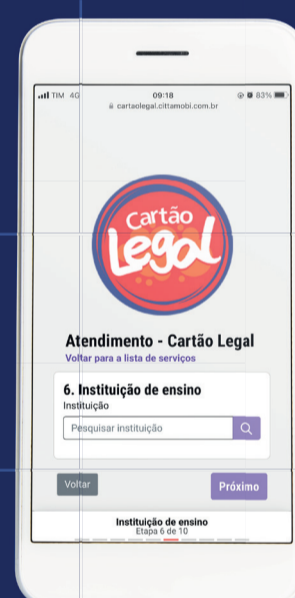 TIM 4G 09:18 83%
cartaolegal.cittamobi.com.br
Cartão
Legal
Atendimento - Cartão Legal
Voltar para a lista de serviços
6. Instituição de ensino
Instituição
Pesquisar instituição
Voltar Próximo
Instituição de ensino
Etapa 6 de 10